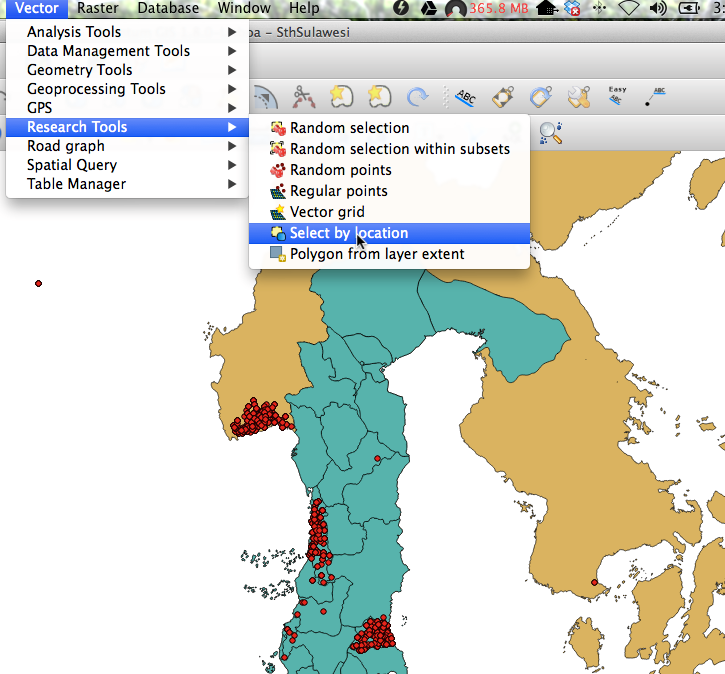 Vector Raster Database Window Help 365.8 MB 3:
pa - SthSulawesi
Analysis Tools
Data Management Tools
Geometry Tools
Geoprocessing Tools
GPS
Research Tools
Road graph
Spatial Query
Table Manager
ABC
Easy
ABC
ABC
Random selection
Random selection within subsets
Random points
Regular points
Vector grid
Select by location
Polygon from layer extent